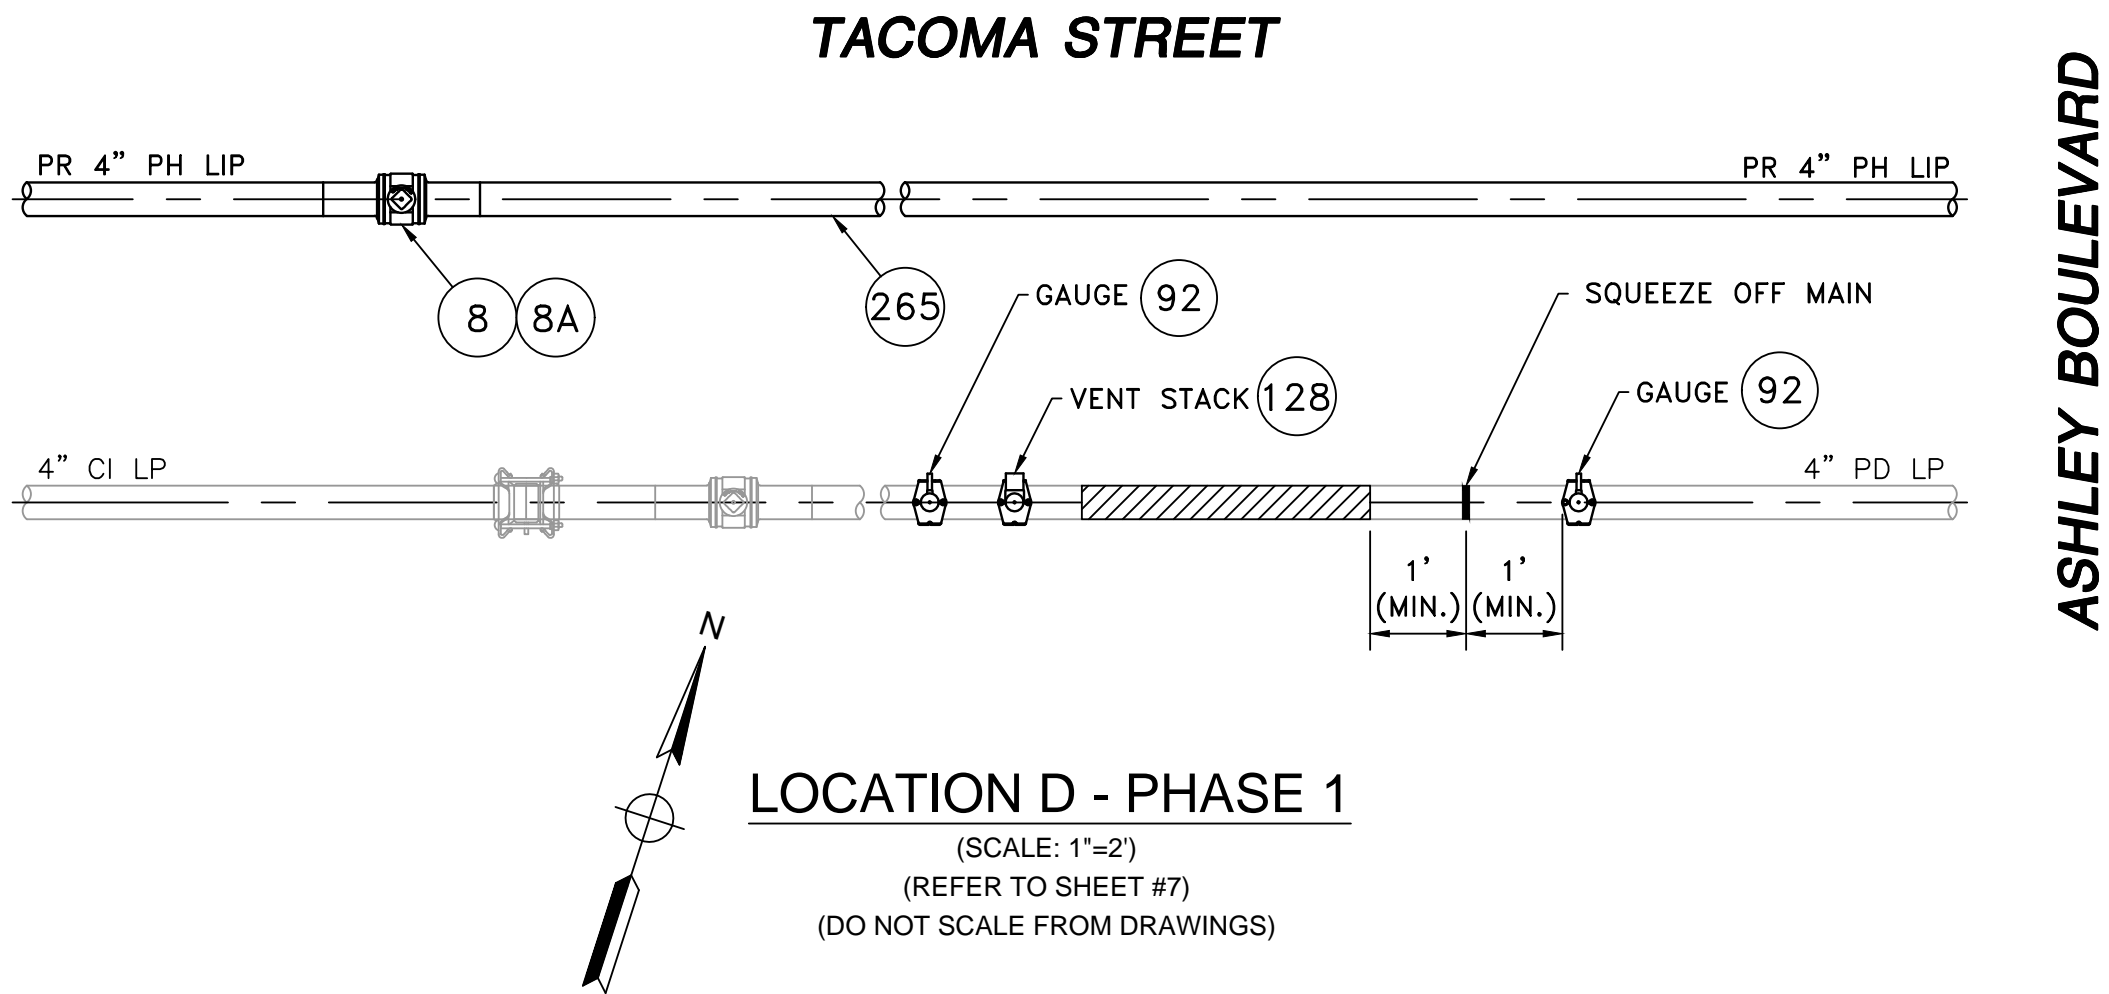 TACOMA STREET
ASHLEY BOULEVARD
PR 4” PH LIP
PR 4” PH LIP
8
8A
265
GAUGE 92
SQUEEZE OFF MAIN
VENT STACK 128
GAUGE 92
4” CI LP
4” PD LP
1’
(MIN.)
1’
(MIN.)
N
LOCATION D - PHASE 1
(SCALE: 1"=2')
(REFER TO SHEET #7)
(DO NOT SCALE FROM DRAWINGS)